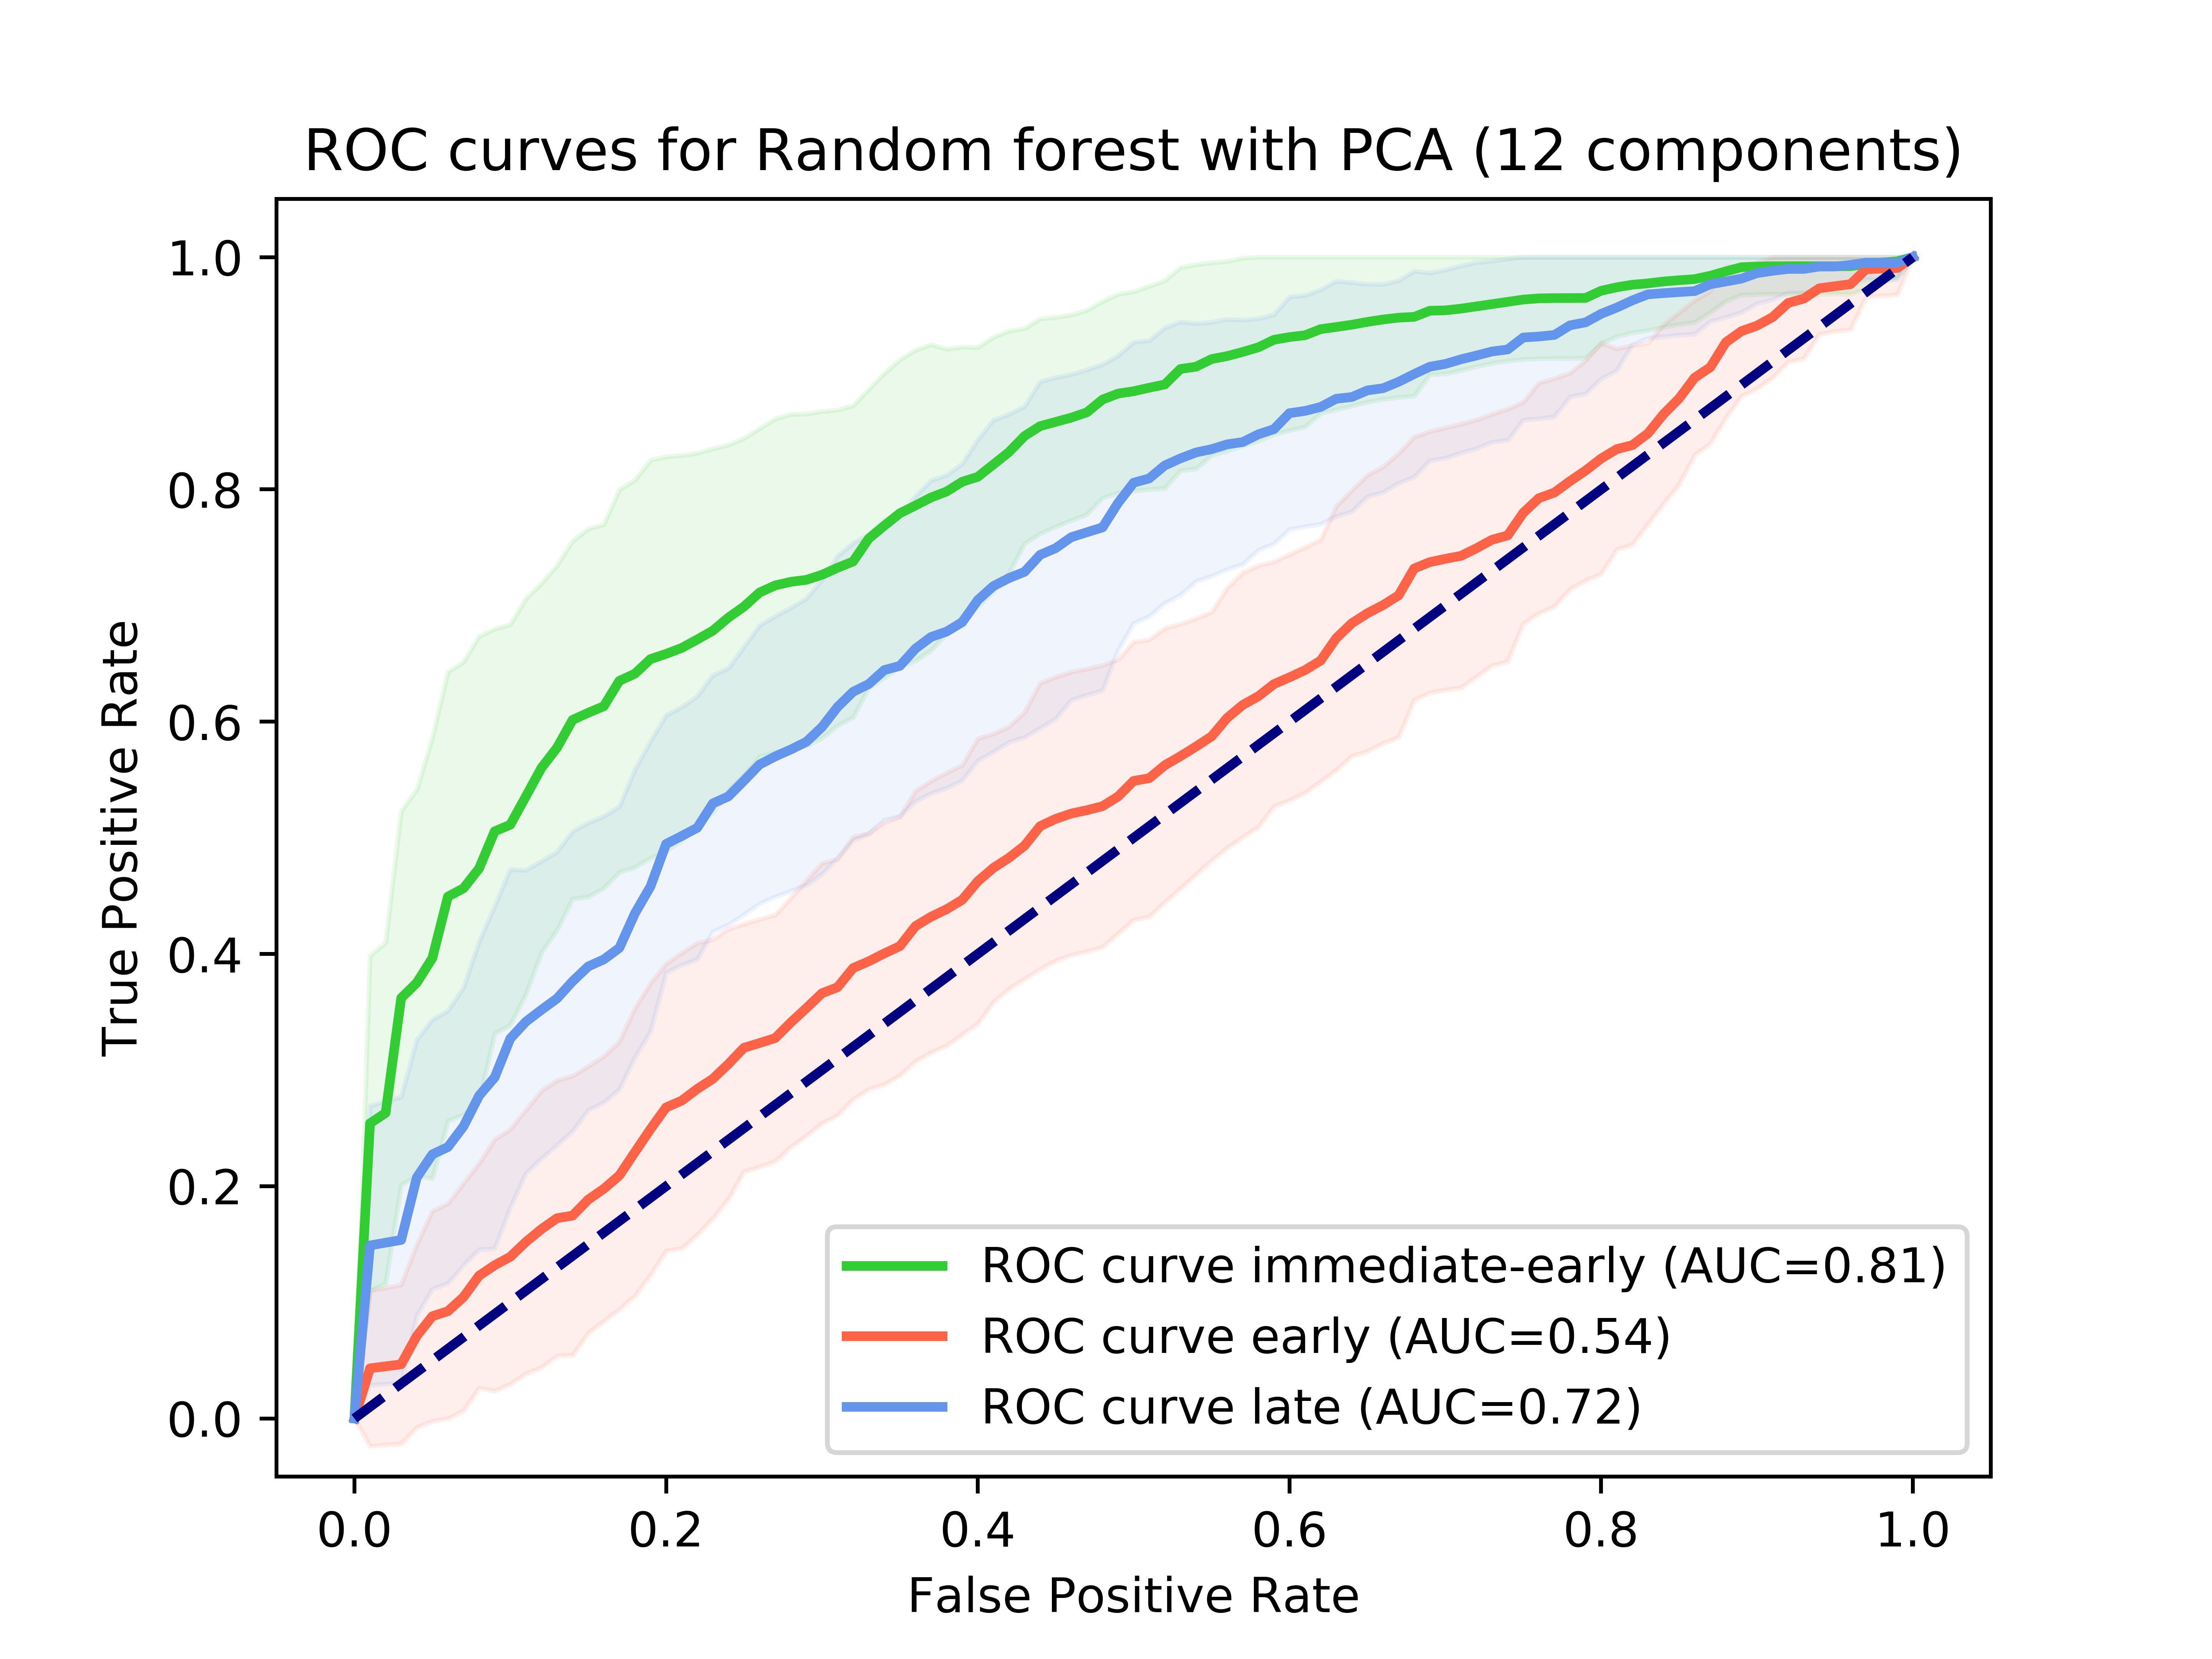 ROC curves for Random forest with PCA (12 components)
1.0
0.8
0.6
0.4
0.2
0.0
True Positive Rate
ROC curve immediate-early (AUC=0.81)
ROC curve early (AUC=0.54)
ROC curve late (AUC=0.72)
0.0 0.2 0.4 0.6 0.8 1.0
False Positive Rate